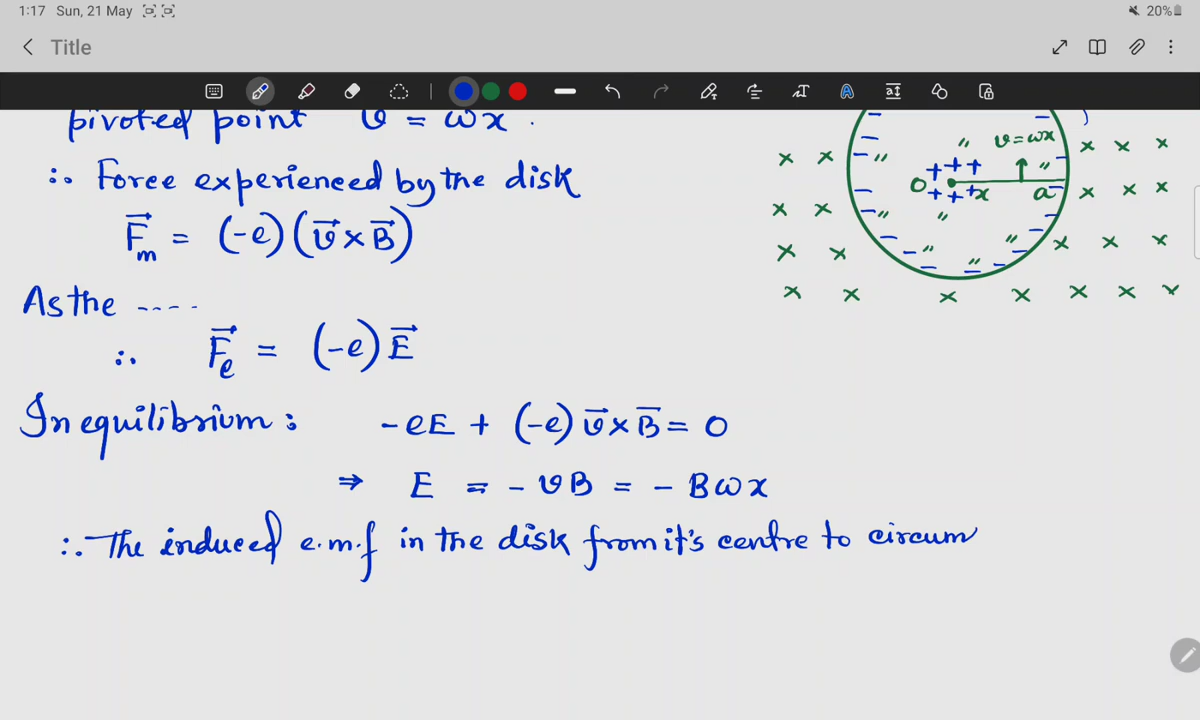 1:17 Sun, 21 May 20%
Title
pivoted point v = ωx .
∴ Force experienced by the disk
F⃗m = (-e)(v⃗ × B⃗)
As the ----
∴ F⃗e = (-e) E⃗
In equilibrium : -eE + (-e) v⃗ × B⃗ = 0
⇒ E = - vB = - Bωx
∴ The induced e.m.f in the disk from it's centre to circum
v = ωx
+ + +
O + + + x a